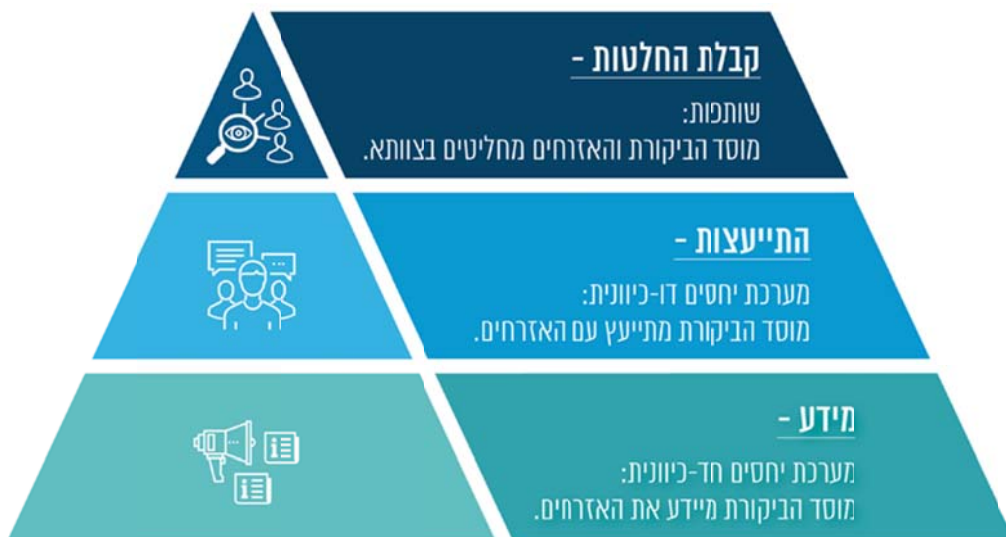 קבלת החלטות -
שותפות:
מוסד הביקורת והאזרחים מחליטים בצוותא.
התייעצות -
מערכת יחסים דו-כיוונית:
מוסד הביקורת מתייעץ עם האזרחים.
מידע -
מערכת יחסים חד-כיוונית:
מוסד הביקורת מיידע את האזרחים.